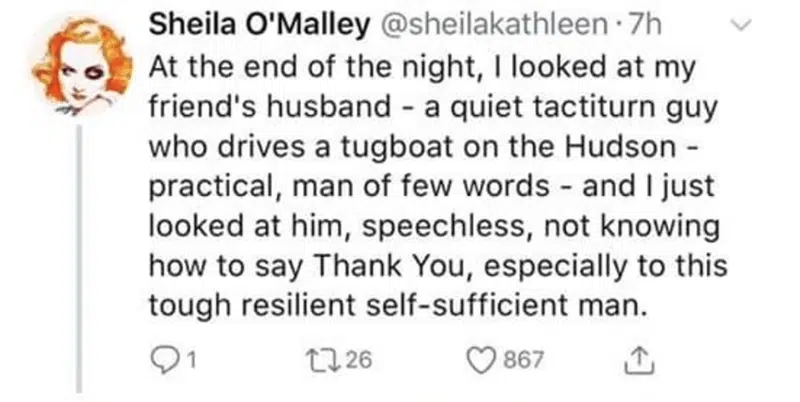 Sheila O'Malley @sheilakathleen · 7h
At the end of the night, I looked at my
friend's husband - a quiet tactiturn guy
who drives a tugboat on the Hudson -
practical, man of few words - and I just
looked at him, speechless, not knowing
how to say Thank You, especially to this
tough resilient self-sufficient man.
1 26 867